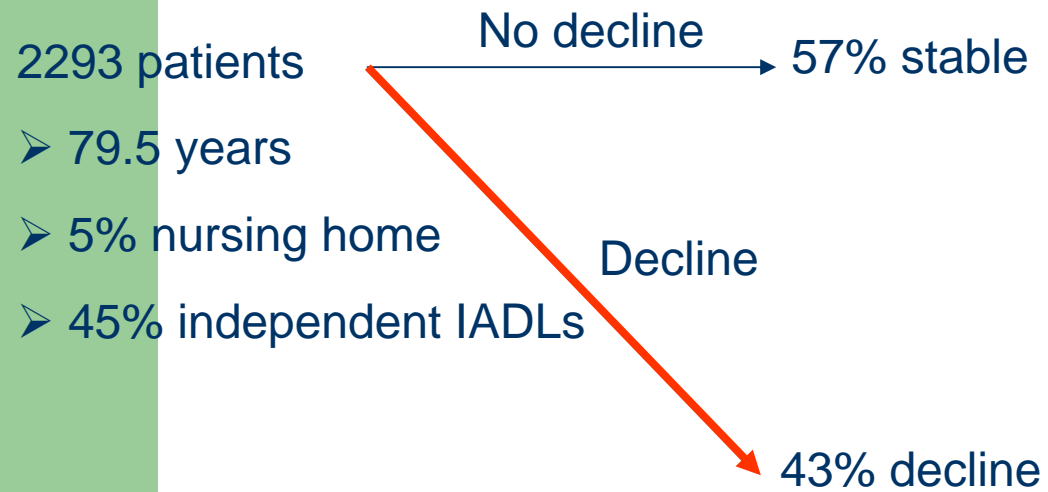 2293 patients
No decline
57% stable
➢ 79.5 years
➢ 5% nursing home
Decline
➢ 45% independent IADLs
43% decline